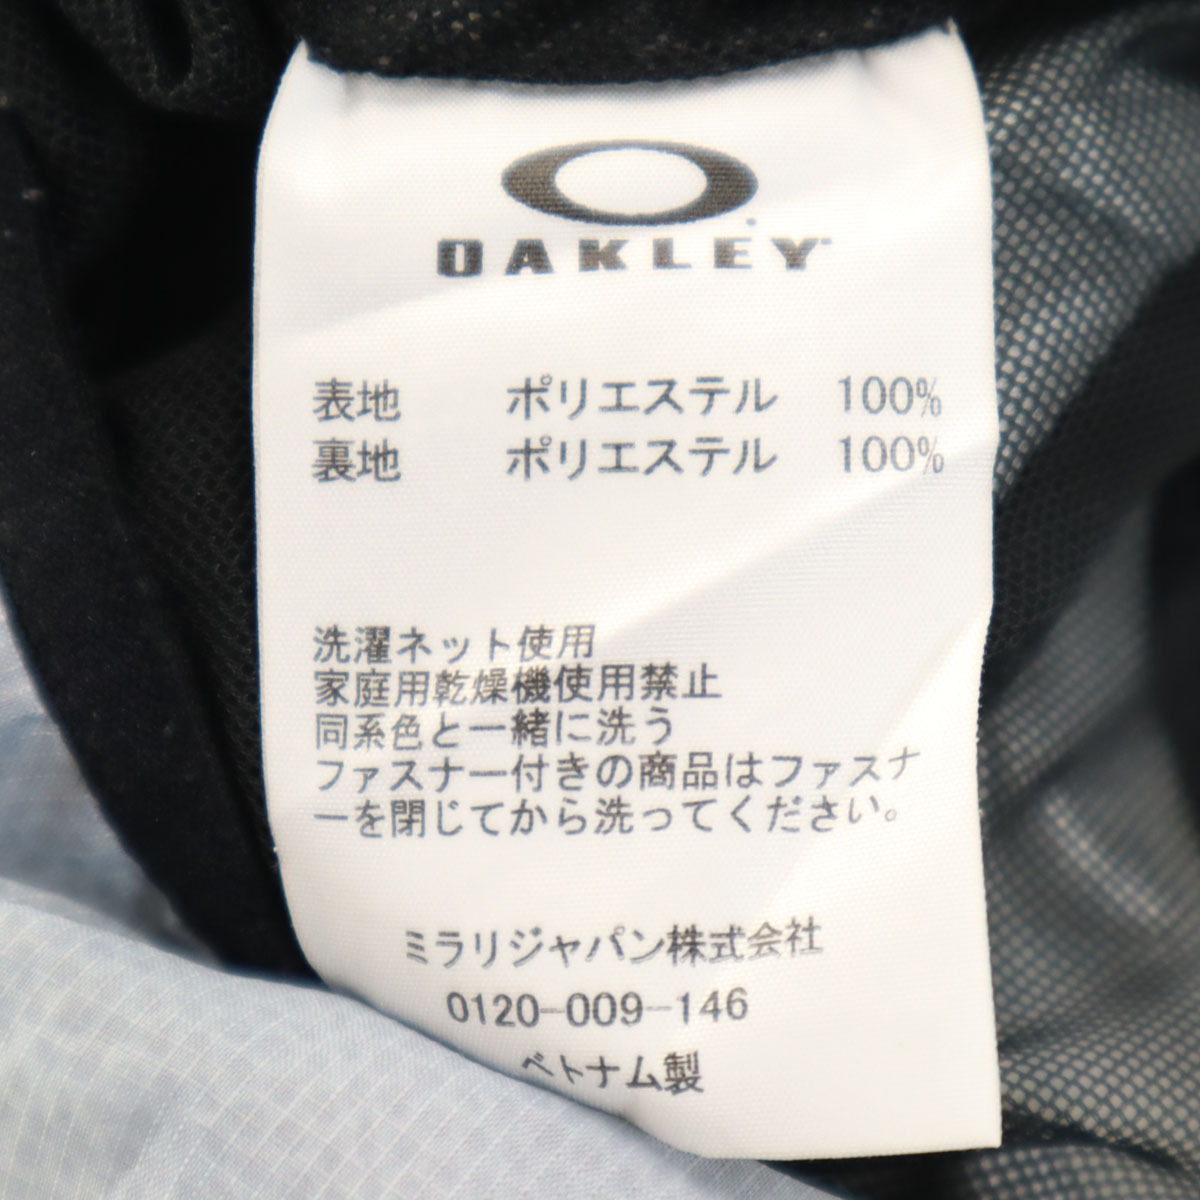 OAKLEY
表地 ポリエステル 100%
裏地 ポリエステル 100%
洗濯ネット使用
家庭用乾燥機使用禁止
同系色と一緒に洗う
ファスナー付きの商品はファスナ
ーを閉じてから洗ってください。
ミラリジャパン株式会社
0120-009-146
ベトナム製